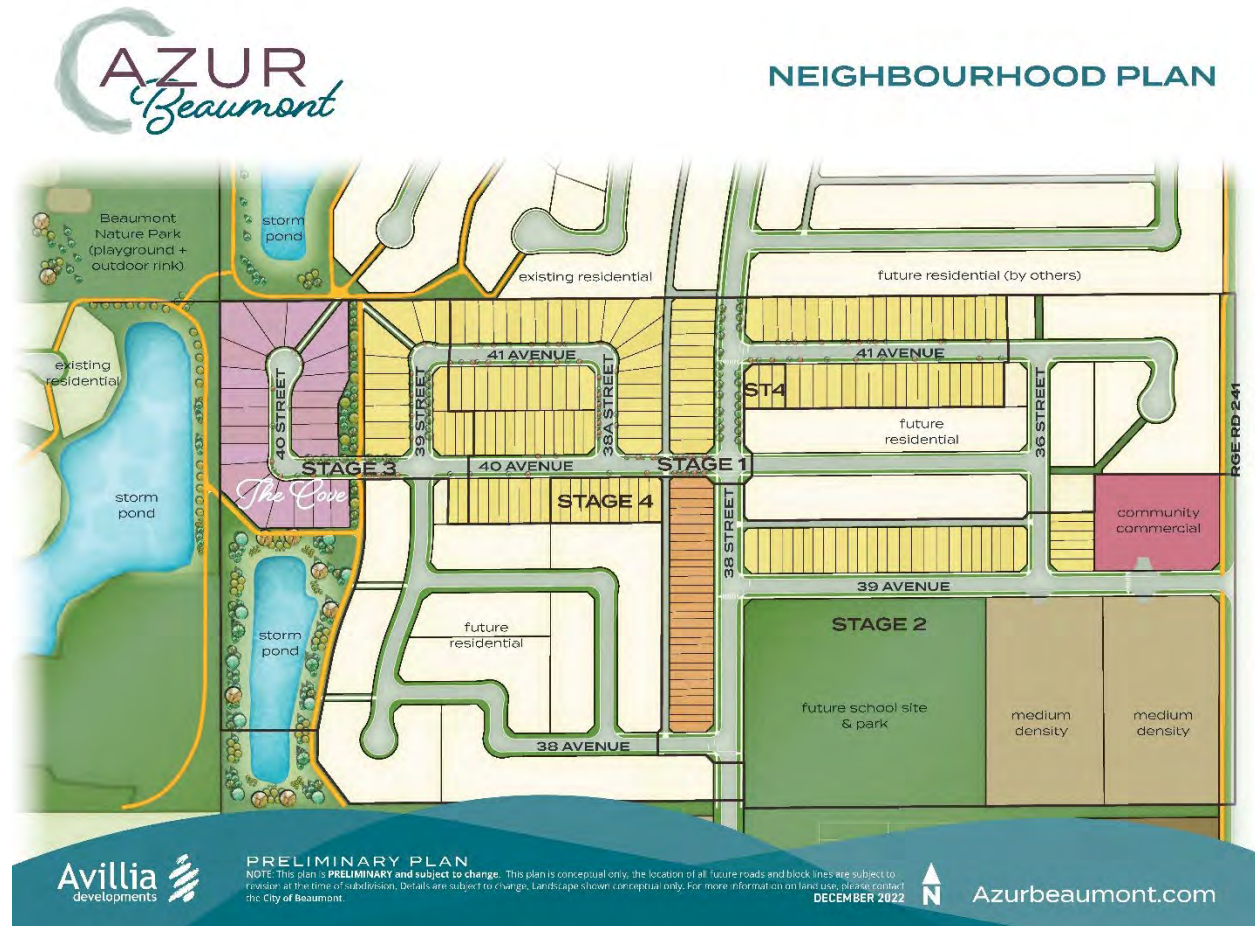 AZUR
Beaumont
NEIGHBOURHOOD PLAN
Beaumont
Nature Park
(playground +
outdoor rink)
storm
pond
existing residential
future residential (by others)
existing
residential
40 STREET
39 STREET
41 AVENUE
38A STREET
41 AVENUE
ST4
future
residential
36 STREET
RGE RD 241
STAGE 3
40 AVENUE
STAGE 1
The Cove
STAGE 4
storm
pond
38 STREET
community
commercial
39 AVENUE
STAGE 2
storm
pond
future
residential
future school site
& park
medium
density
medium
density
38 AVENUE
Avillia
developments
PRELIMINARY PLAN
NOTE: This plan is PRELIMINARY and subject to change. This plan is conceptual only, the location of all future roads and block lines are subject to
revision at the time of subdivision. Details are subject to change. Landscape shown conceptual only. For more information on land use, please contact
the City of Beaumont.
DECEMBER 2022
N
Azurbeaumont.com